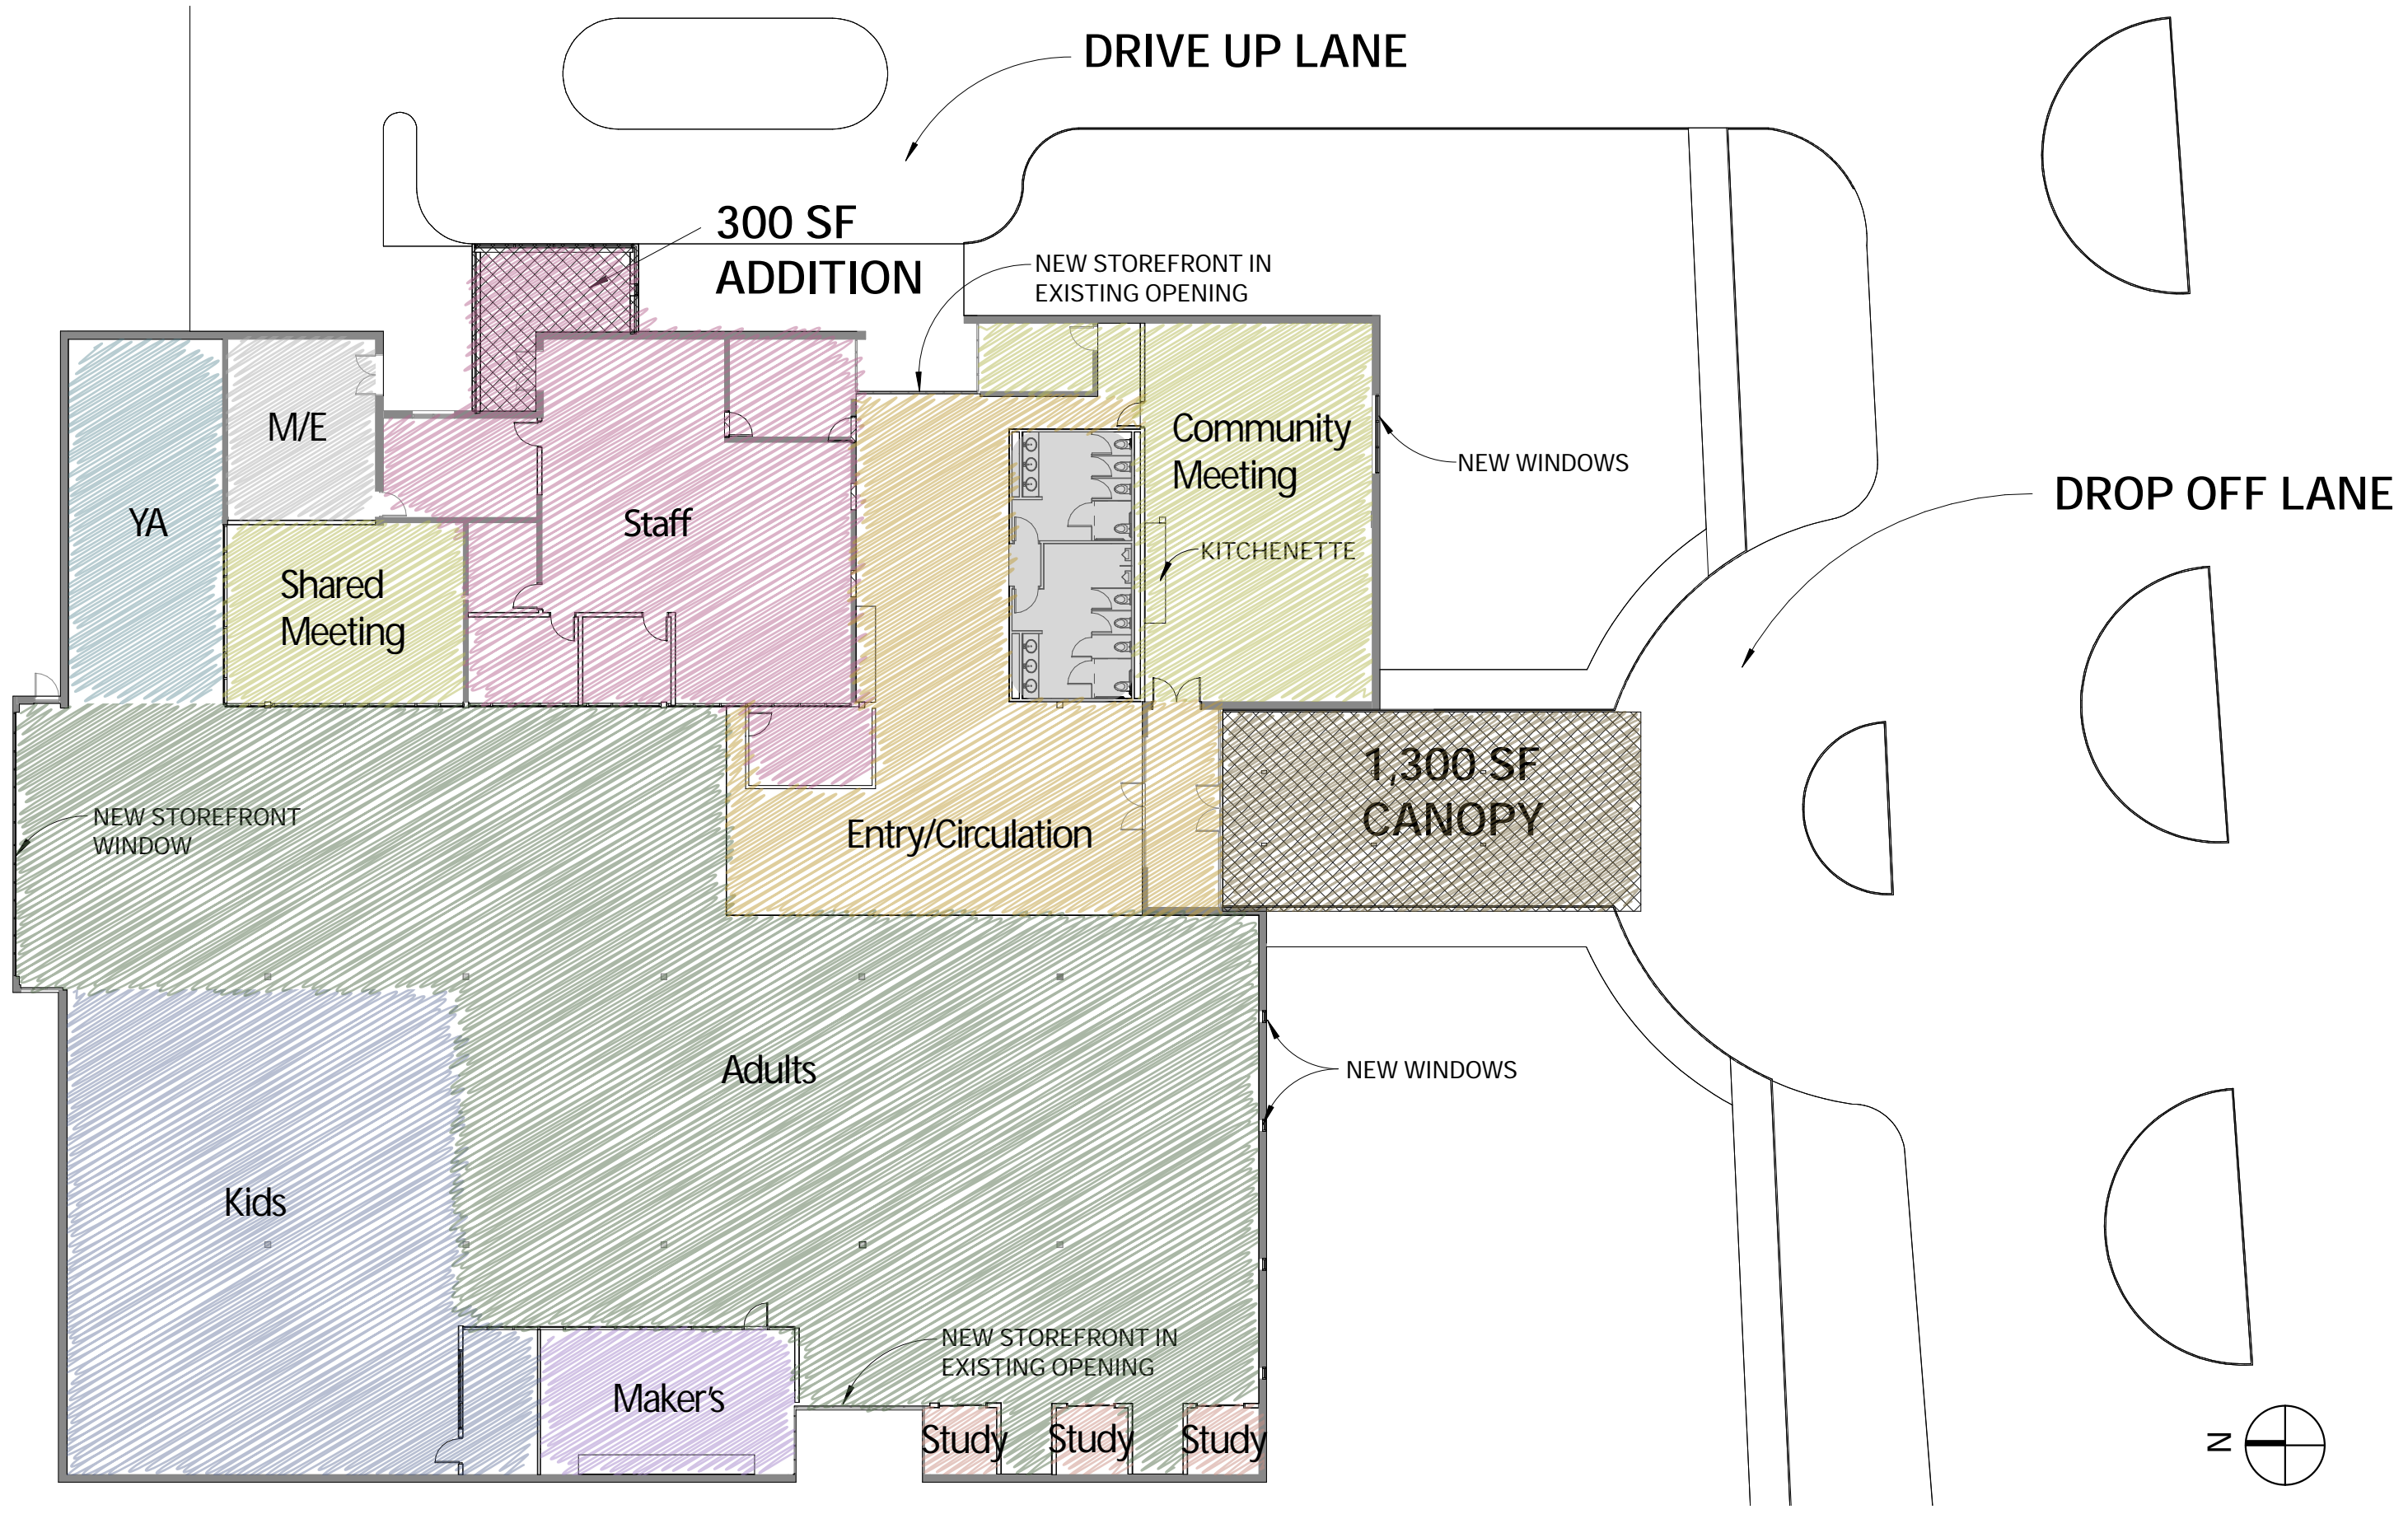 DRIVE UP LANE
300 SF
ADDITION
NEW STOREFRONT IN
EXISTING OPENING
M/E
Community
Meeting
NEW WINDOWS
DROP OFF LANE
YA
Staff
KITCHENETTE
Shared
Meeting
1,300 SF
CANOPY
NEW STOREFRONT
WINDOW
Entry/Circulation
Adults
NEW WINDOWS
Kids
NEW STOREFRONT IN
EXISTING OPENING
Maker's
Study
Study
Study
N